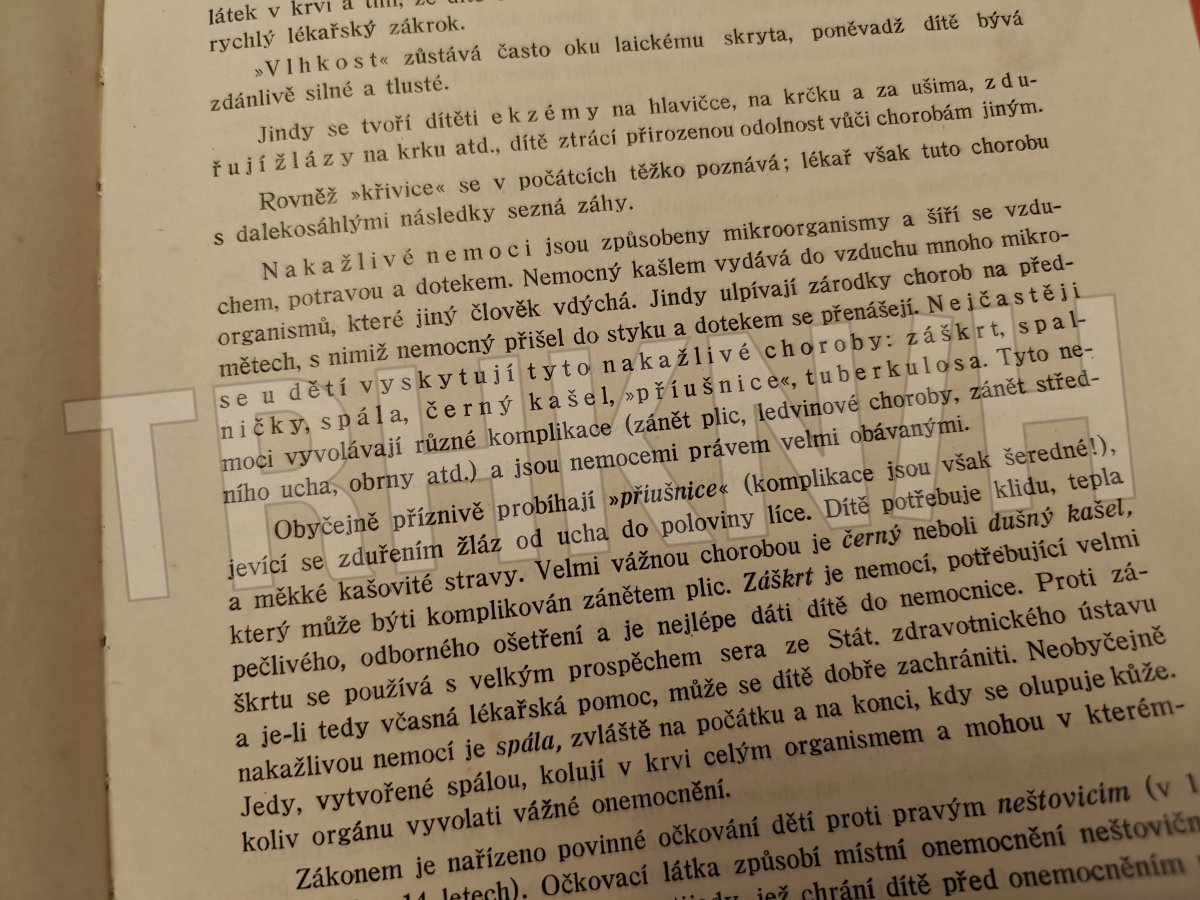 látek v krvi a tím, že dítě
rychlý lékařský zákrok.
»Vlhkost« zůstává často oku laickému skryta, poněvadž dítě bývá
zdánlivě silné a tlusté.
Jindy se tvoří dítěti ekzémy na hlavičce, na krčku a za ušima, zdu-
řují žlázy na krku atd., dítě ztrácí přirozenou odolnost vůči chorobám jiným.
Rovněž »křivice« se v počátcích těžko poznává; lékař však tuto chorobu
s dalekosáhlými následky sezná záhy.
Nakažlivé nemoci jsou způsobeny mikroorganismy a šíří se vzdu-
chem, potravou a dotekem. Nemocný kašlem vydává do vzduchu mnoho mikro-
organismů, které jiný člověk vdýchá. Jindy ulpívají zárodky chorob na před-
mětech, s nimiž nemocný přišel do styku a dotekem se přenášejí. Nejčastěji
se u dětí vyskytují tyto nakažlivé choroby: záškrt, spal-
ničky, spála, černý kašel, »příušnice«, tuberkulosa. Tyto ne-
moci vyvolávají různé komplikace (zánět plic, ledvinové choroby, zánět střed-
ního ucha, obrny atd.) a jsou nemocemi právem velmi obávanými.
Obyčejně příznivě probíhají »příušnice« (komplikace jsou však šeredné!),
jevící se zduřením žláz od ucha do poloviny líce. Dítě potřebuje klidu, tepla
a měkké kašovité stravy. Velmi vážnou chorobou je černý neboli dušný kašel,
který může býti komplikován zánětem plic. Záškrt je nemocí, potřebující velmi
pečlivého, odborného ošetření a je nejlépe dáti dítě do nemocnice. Proti zá-
škrtu se používá s velkým prospěchem sera ze Stát. zdravotnického ústavu
a je-li tedy včasná lékařská pomoc, může se dítě dobře zachrániti. Neobyčejně
nakažlivou nemocí je spála, zvláště na počátku a na konci, kdy se olupuje kůže.
Jedy, vytvořené spálou, kolují v krvi celým organismem a mohou v kterém-
koliv orgánu vyvolati vážné onemocnění.
Zákonem je nařízeno povinné očkování dětí proti pravým neštovicím (v 1
14 letech). Očkovací látka způsobí místní onemocnění neštovičn
jež chrání dítě před onemocněním
TRHKNIH